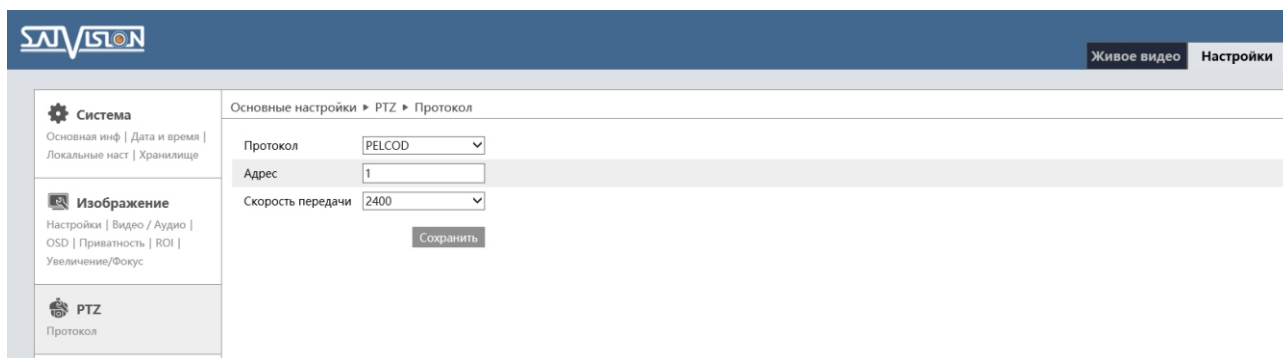 SATVISION
Живое видео Настройки
Система
Основная инф | Дата и время |
Локальные наст | Хранилище
Изображение
Настройки | Видео / Аудио |
OSD | Приватность | ROI |
Увеличение/Фокус
PTZ
Протокол
Основные настройки ▸ PTZ ▸ Протокол
Протокол PELCOD
Адрес 1
Скорость передачи 2400
Сохранить